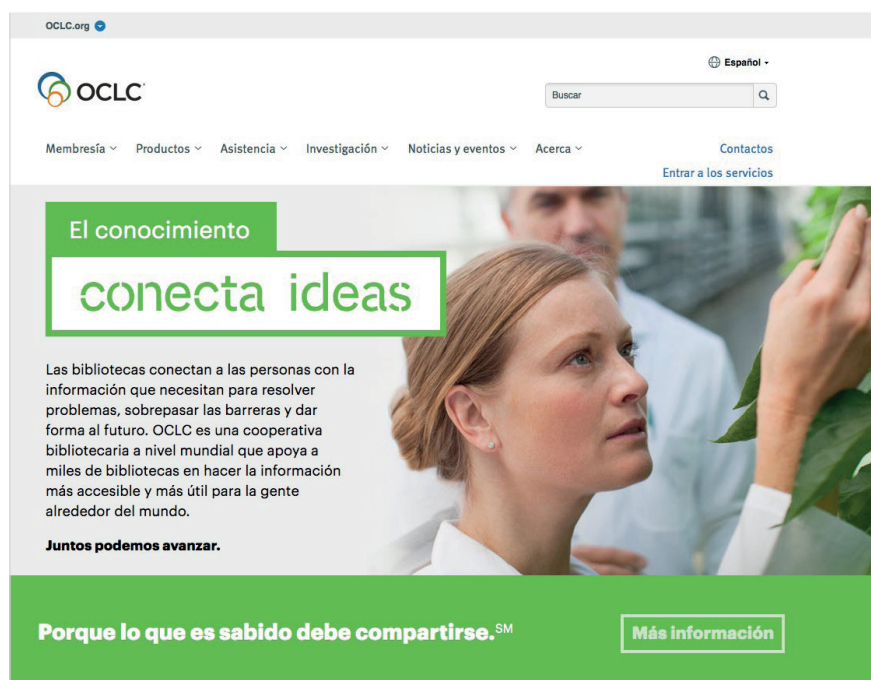 OCLC.org
Español
OCLC
Buscar
Membresía Productos Asistencia Investigación Noticias y eventos Acerca Contactos
Entrar a los servicios
El conocimiento
conecta ideas
Las bibliotecas conectan a las personas con la
información que necesitan para resolver
problemas, sobrepasar las barreras y dar
forma al futuro. OCLC es una cooperativa
bibliotecaria a nivel mundial que apoya a
miles de bibliotecas en hacer la información
más accesible y más útil para la gente
alrededor del mundo.
Juntos podemos avanzar.
Porque lo que es sabido debe compartirse.℠ Más información